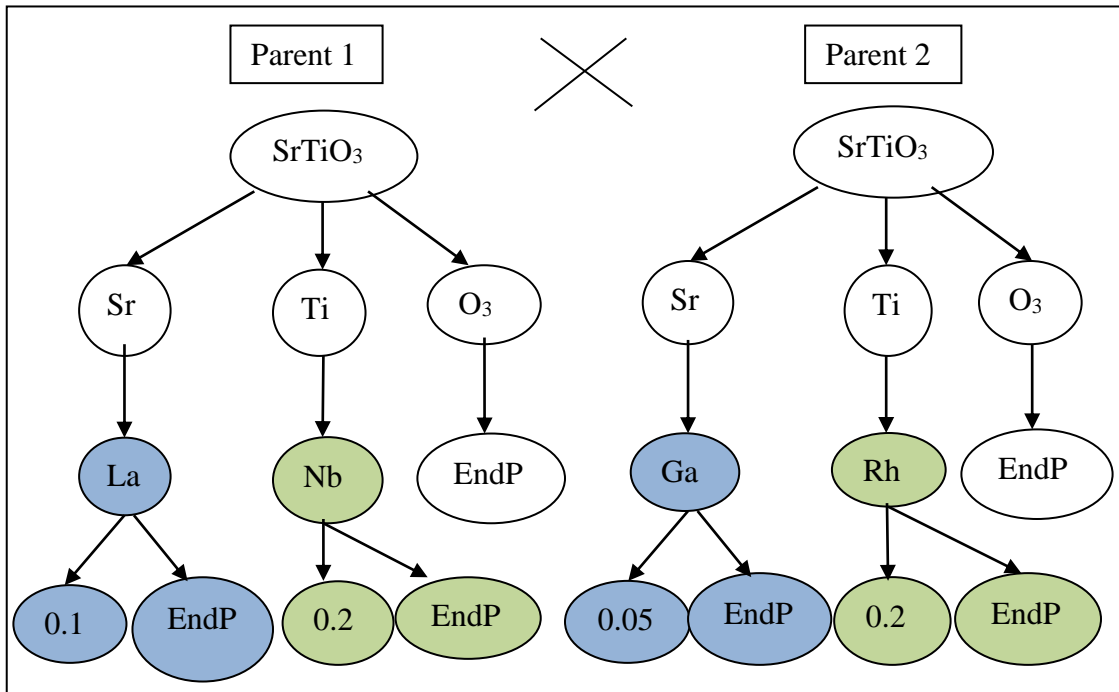 Parent 1
Parent 2
SrTiO₃
SrTiO₃
Sr
Ti
O₃
Sr
Ti
O₃
La
Nb
EndP
Ga
Rh
EndP
0.1
EndP
0.2
EndP
0.05
EndP
0.2
EndP